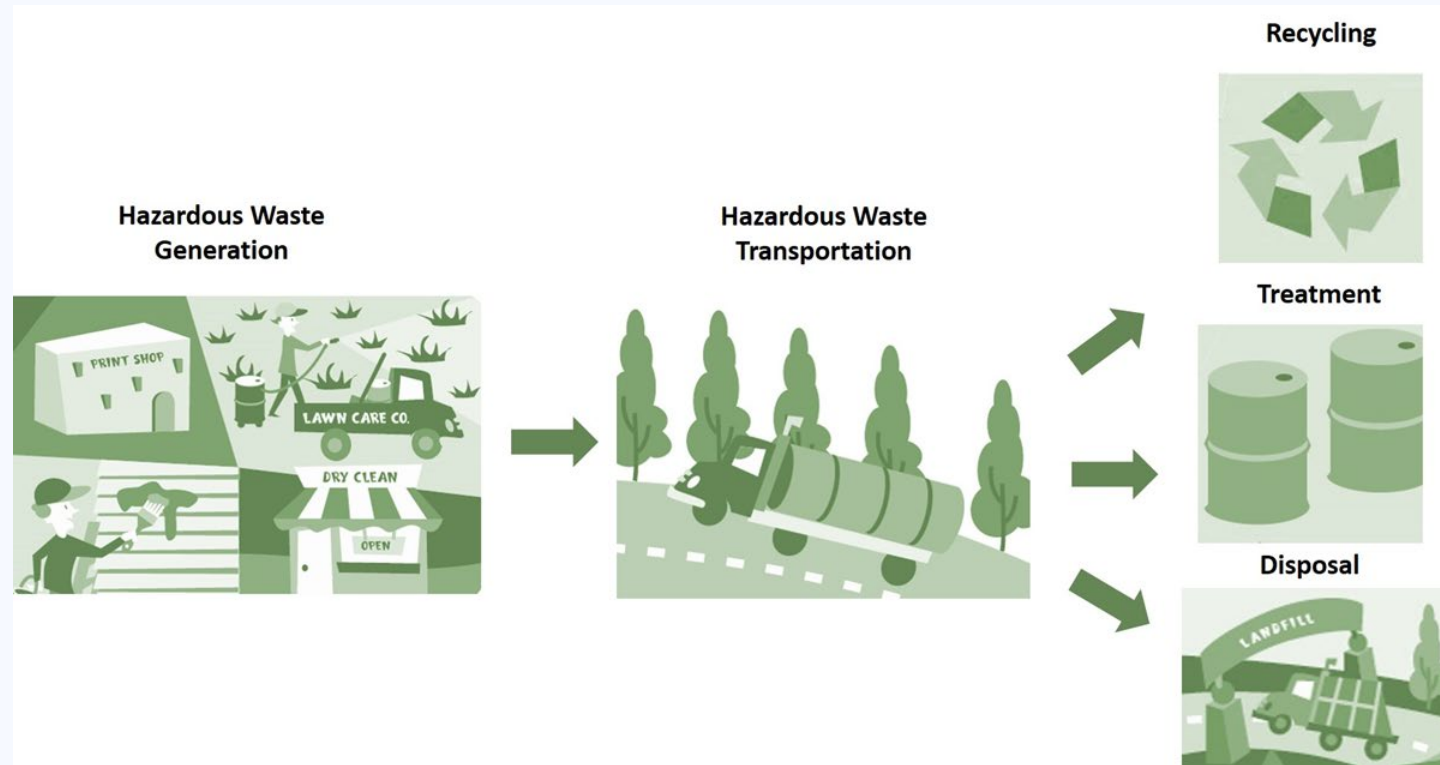 Hazardous Waste
Generation
PRINT SHOP
LAWN CARE CO.
DRY CLEAN
OPEN
Hazardous Waste
Transportation
Recycling
Treatment
Disposal
LANDFILL